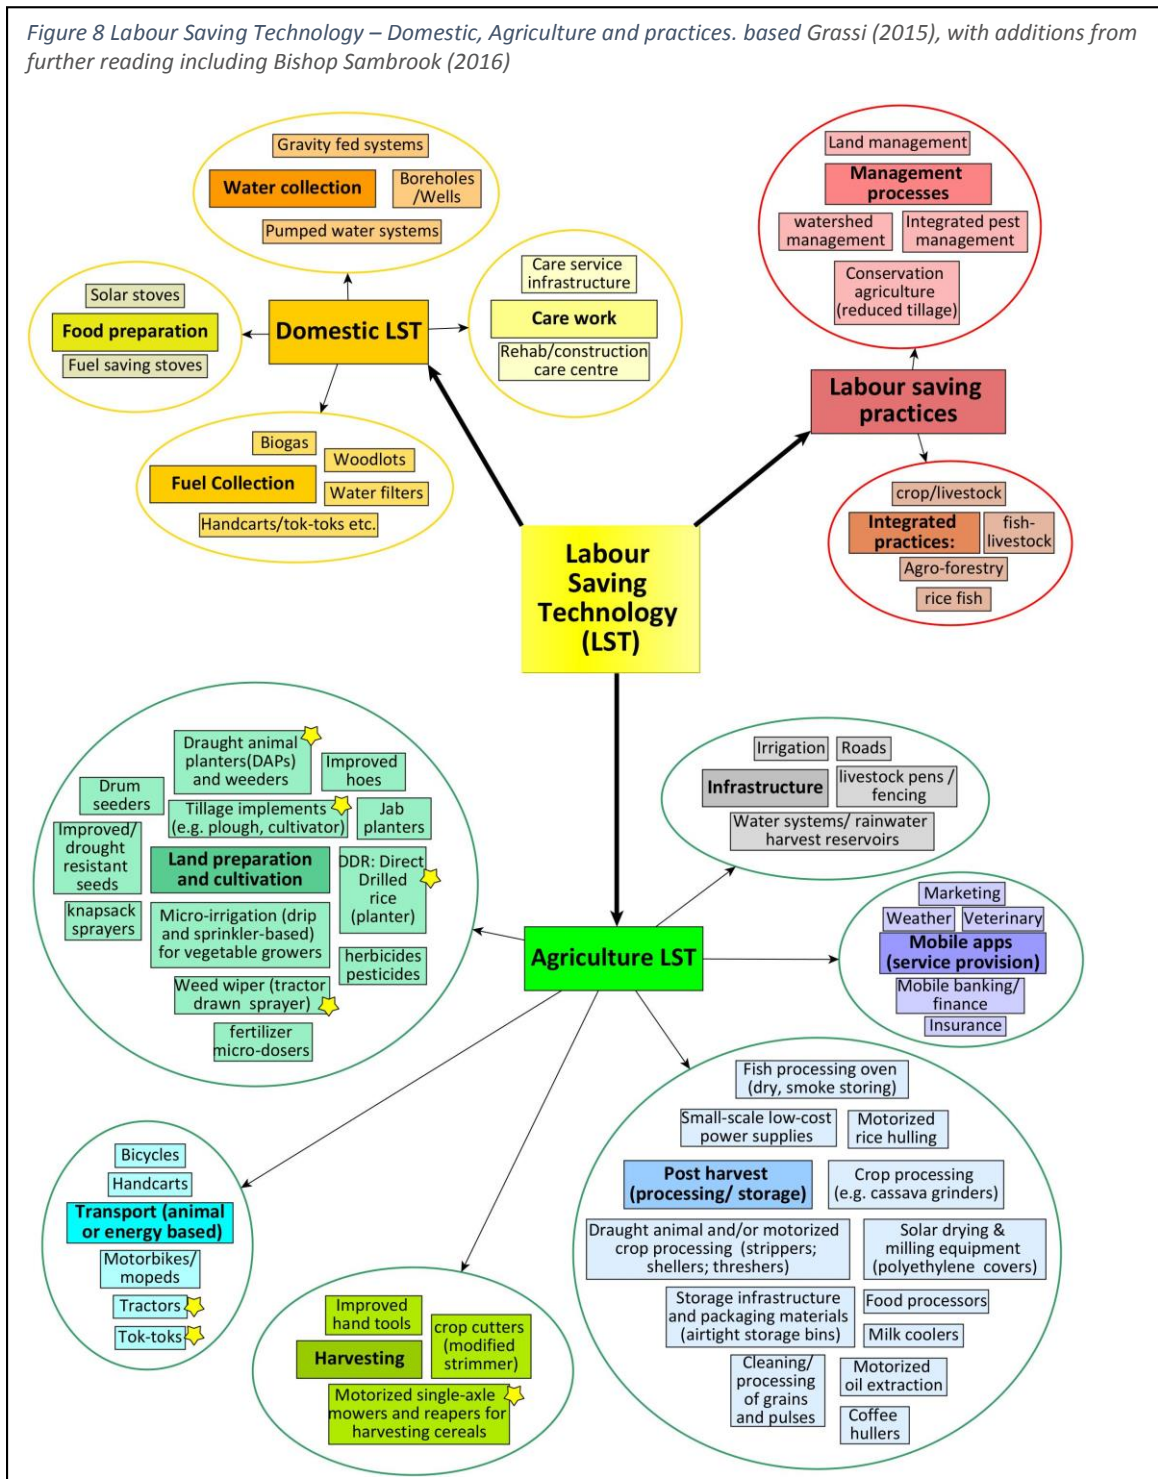 Figure 8 Labour Saving Technology – Domestic, Agriculture and practices. based Grassi (2015), with additions from
further reading including Bishop Sambrook (2016)
Gravity fed systems
Water collection
Boreholes
/Wells
Pumped water systems
Land management
Management
processes
watershed
management
Integrated pest
management
Conservation
agriculture
(reduced tillage)
Solar stoves
Food preparation
Fuel saving stoves
Domestic LST
Care service
infrastructure
Care work
Rehab/construction
care centre
Labour saving
practices
Biogas
Woodlots
Fuel Collection
Water filters
Handcarts/tok-toks etc.
crop/livestock
Integrated
practices:
fish-
livestock
Agro-forestry
rice fish
Labour
Saving
Technology
(LST)
Draught animal
planters(DAPs)
and weeders
Improved
hoes
Drum
seeders
Tillage implements
(e.g. plough, cultivator)
Jab
planters
Improved/
drought
resistant
seeds
Land preparation
and cultivation
DDR: Direct
Drilled
rice
(planter)
knapsack
sprayers
Micro-irrigation (drip
and sprinkler-based)
for vegetable growers
herbicides
pesticides
Weed wiper (tractor
drawn sprayer)
fertilizer
micro-dosers
Irrigation
Roads
Infrastructure
livestock pens /
fencing
Water systems/ rainwater
harvest reservoirs
Agriculture LST
Marketing
Weather
Veterinary
Mobile apps
(service provision)
Mobile banking/
finance
Insurance
Bicycles
Handcarts
Transport (animal
or energy based)
Motorbikes/
mopeds
Tractors
Tok-toks
Improved
hand tools
Harvesting
crop cutters
(modified
strimmer)
Motorized single-axle
mowers and reapers for
harvesting cereals
Fish processing oven
(dry, smoke storing)
Small-scale low-cost
power supplies
Motorized
rice hulling
Post harvest
(processing/ storage)
Crop processing
(e.g. cassava grinders)
Draught animal and/or motorized
crop processing (strippers;
shellers; threshers)
Solar drying &
milling equipment
(polyethylene covers)
Storage infrastructure
and packaging materials
(airtight storage bins)
Food processors
Milk coolers
Cleaning/
processing
of grains
and pulses
Motorized
oil extraction
Coffee
hullers